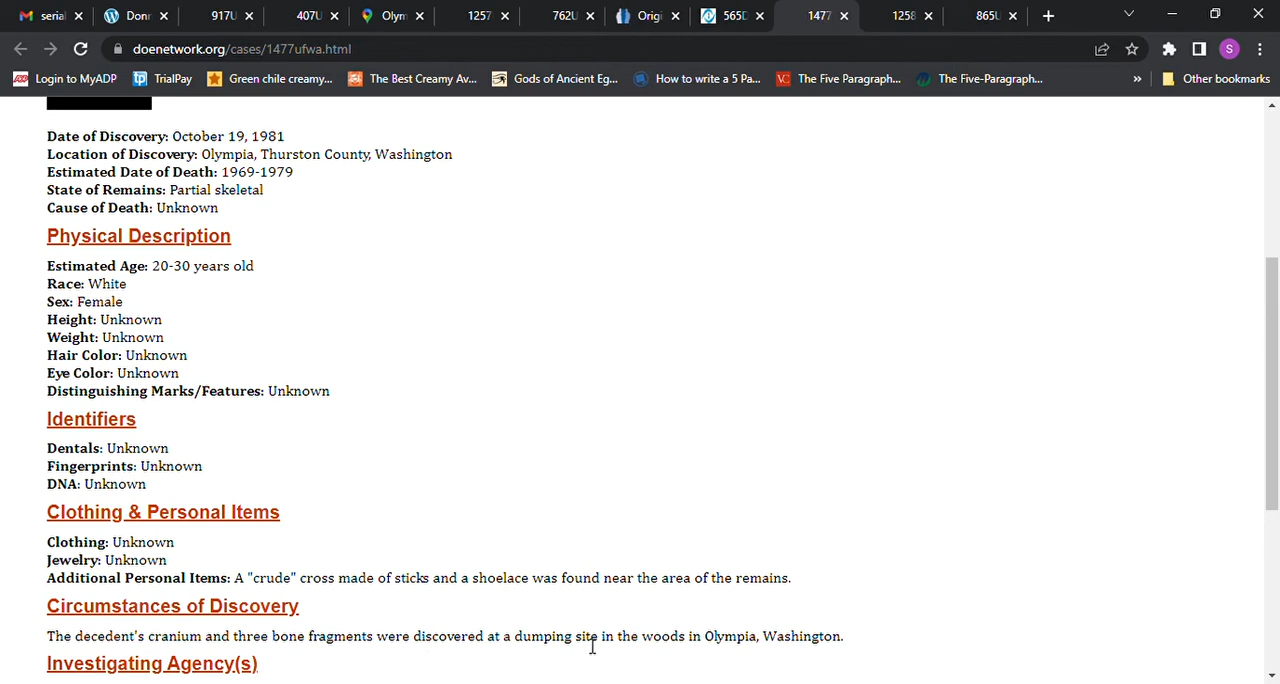 serial
Donr
917U
407U
Olym
1257
762U
Origi
565D
1477
1258
865U
doenetwork.org/cases/1477ufwa.html
S
Login to MyADP
TrialPay
Green chile creamy...
The Best Creamy Av...
Gods of Ancient Eg...
How to write a 5 Pa...
The Five Paragraph...
The Five-Paragraph...
»
Other bookmarks
Date of Discovery: October 19, 1981
Location of Discovery: Olympia, Thurston County, Washington
Estimated Date of Death: 1969-1979
State of Remains: Partial skeletal
Cause of Death: Unknown
Physical Description
Estimated Age: 20-30 years old
Race: White
Sex: Female
Height: Unknown
Weight: Unknown
Hair Color: Unknown
Eye Color: Unknown
Distinguishing Marks/Features: Unknown
Identifiers
Dentals: Unknown
Fingerprints: Unknown
DNA: Unknown
Clothing & Personal Items
Clothing: Unknown
Jewelry: Unknown
Additional Personal Items: A "crude" cross made of sticks and a shoelace was found near the area of the remains.
Circumstances of Discovery
The decedent's cranium and three bone fragments were discovered at a dumping site in the woods in Olympia, Washington.
Investigating Agency(s)